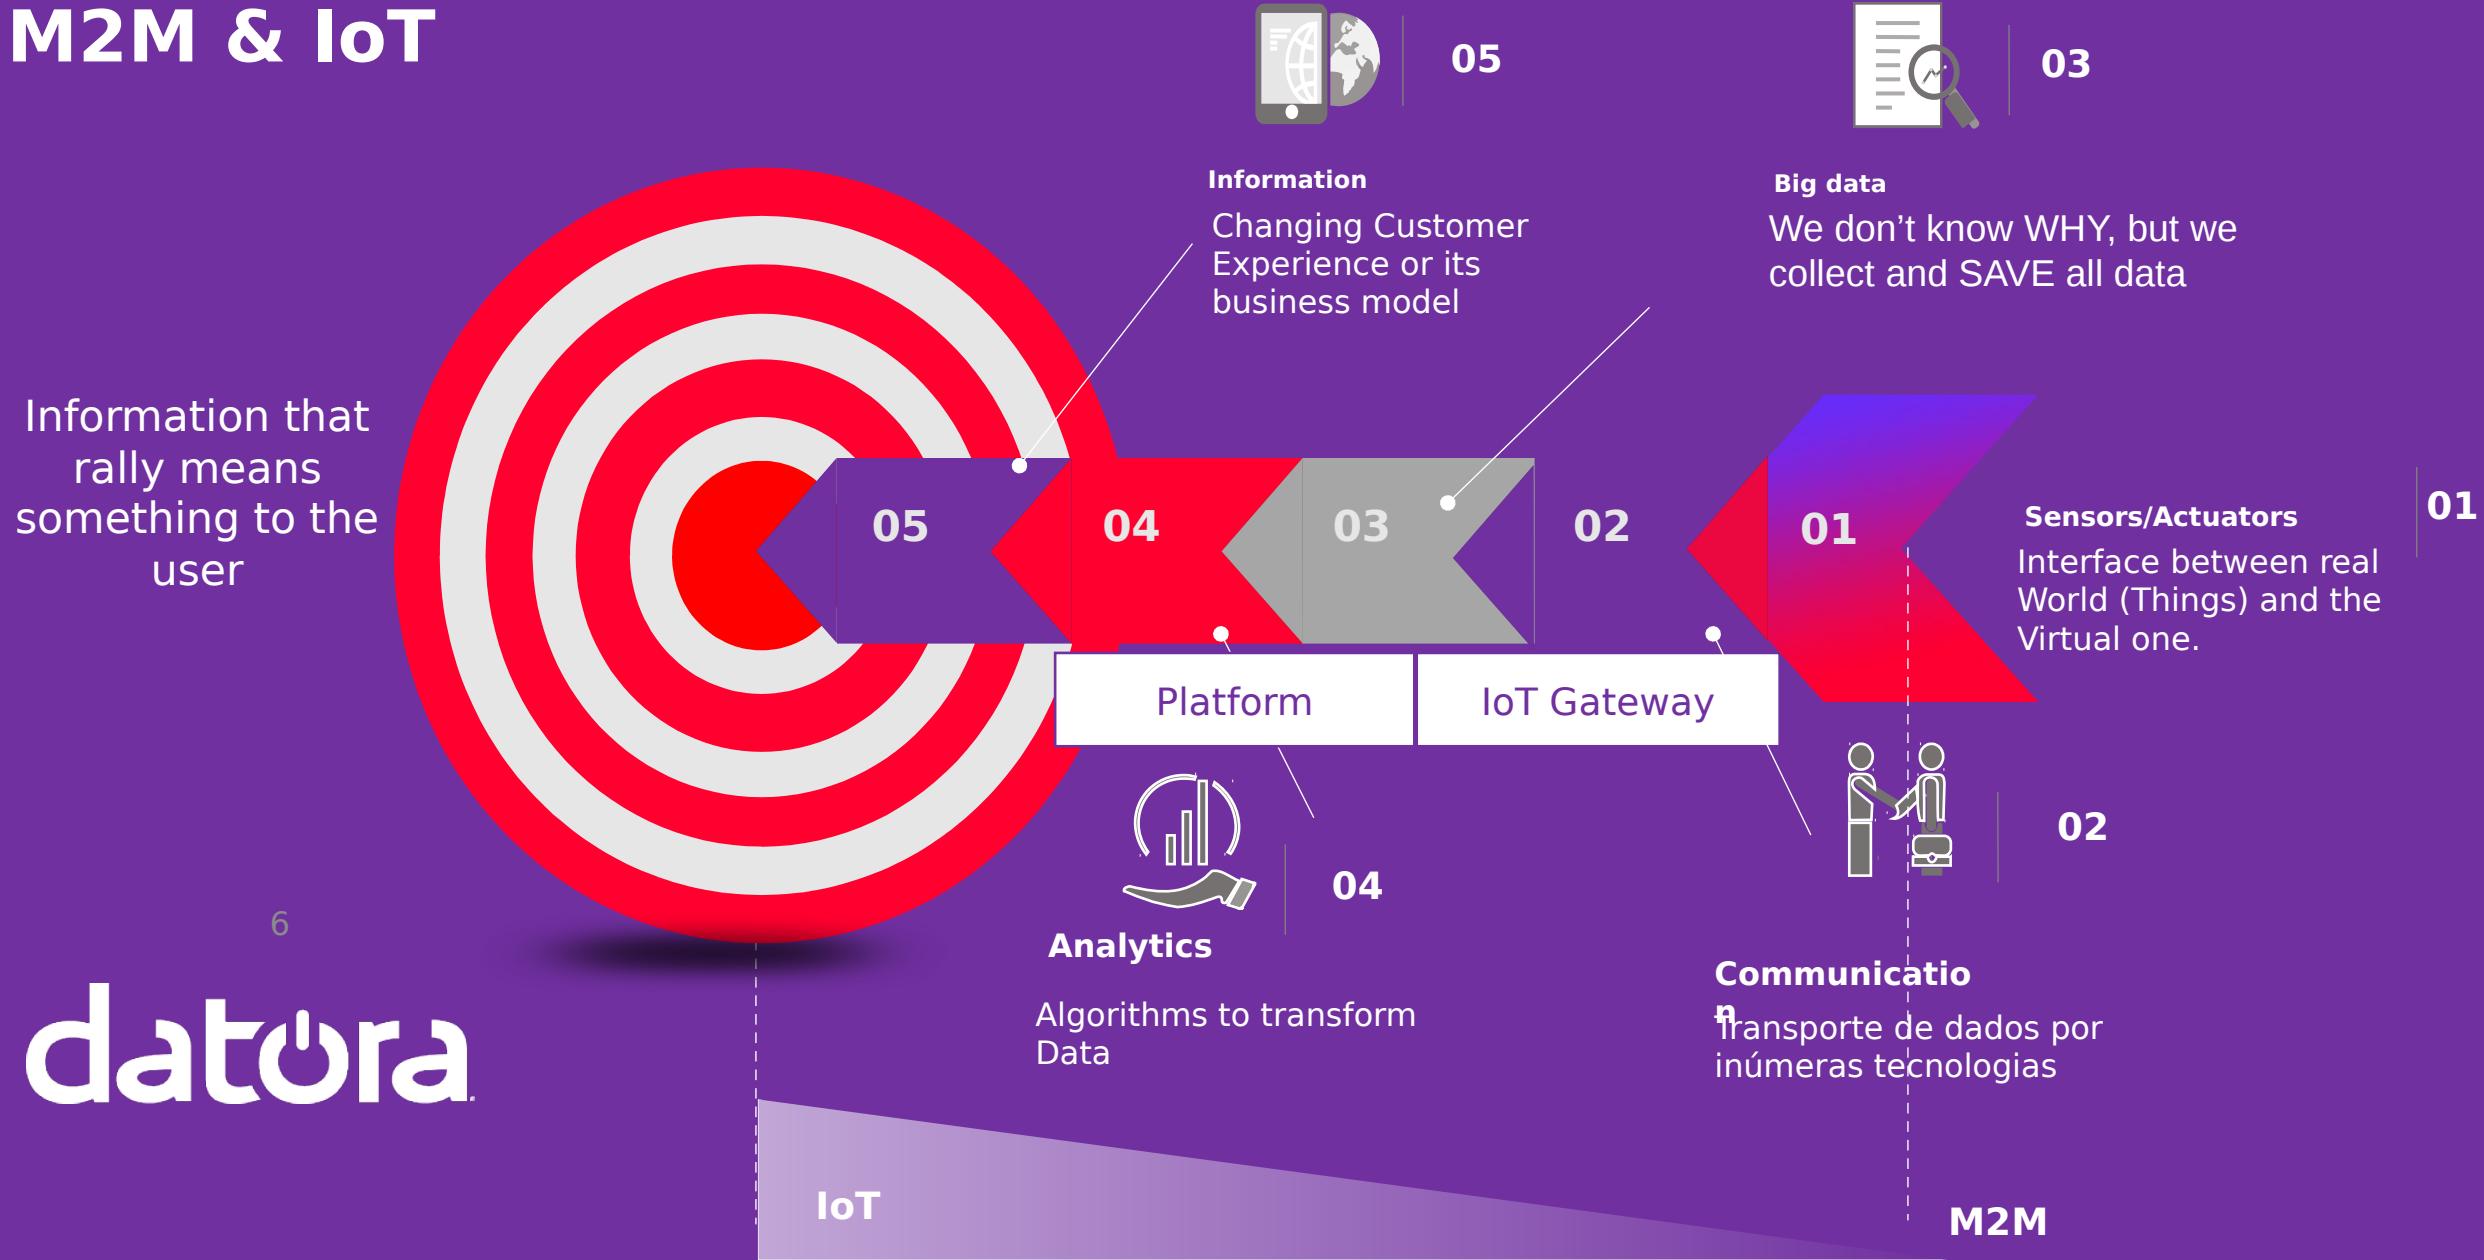 M2M & IoT
05
03
Information
Changing Customer
Experience or its
business model
Big data
We don’t know WHY, but we
collect and SAVE all data
Information that
rally means
something to the
user
05
04
03
02
01
Sensors/Actuators
Interface between real
World (Things) and the
Virtual one.
01
Platform
IoT Gateway
04
Analytics
Algorithms to transform
Data
02
Communicatio
n
Transporte de dados por
inúmeras tecnologias
6
datora
IoT
M2M